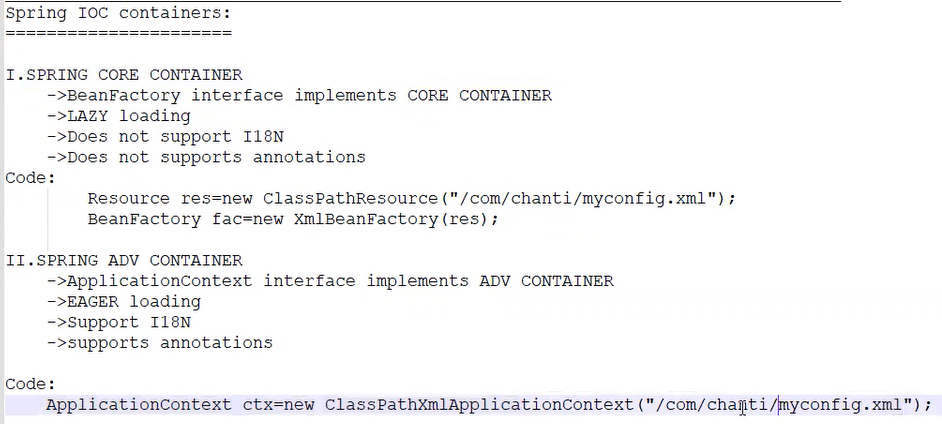 Spring IOC containers:
======================
I.SPRING CORE CONTAINER
->BeanFactory interface implements CORE CONTAINER
->LAZY loading
->Does not support I18N
->Does not supports annotations
Code:
Resource res=new ClassPathResource("/com/chanti/myconfig.xml");
BeanFactory fac=new XmlBeanFactory(res);
II.SPRING ADV CONTAINER
->ApplicationContext interface implements ADV CONTAINER
->EAGER loading
->Support I18N
->supports annotations
Code:
ApplicationContext ctx=new ClassPathXmlApplicationContext("/com/chanti/myconfig.xml");